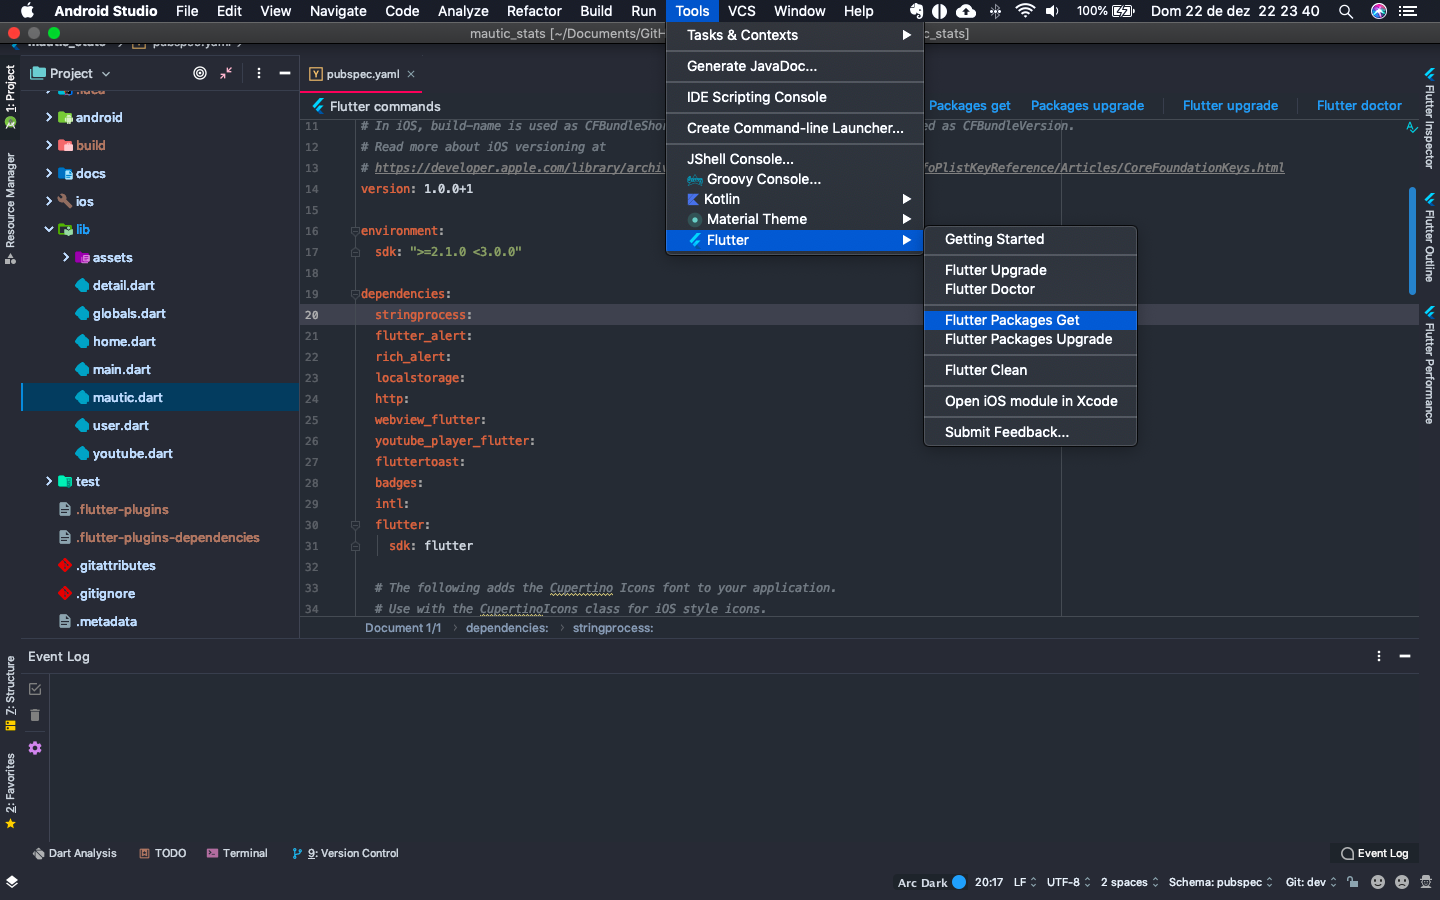 Android Studio File Edit View Navigate Code Analyze Refactor Build Run Tools VCS Window Help 100% Dom 22 de dez 22 23 40
mautic_stats [~/Documents/GitH c_stats]
mautic_stats pubspec.yaml
1: Project
Resource Manager
Z: Structure
2: Favorites
Project
.idea
android
build
docs
ios
lib
assets
detail.dart
globals.dart
home.dart
main.dart
mautic.dart
user.dart
youtube.dart
test
.flutter-plugins
.flutter-plugins-dependencies
.gitattributes
.gitignore
.metadata
pubspec.yaml
Flutter commands Packages get Packages upgrade Flutter upgrade Flutter doctor
11 # In iOS, build-name is used as CFBundleShor ed as CFBundleVersion.
12 # Read more about iOS versioning at
13 # https://developer.apple.com/library/archiv foPlistKeyReference/Articles/CoreFoundationKeys.html
14 version: 1.0.0+1
15
16 environment:
17 sdk: ">=2.1.0 <3.0.0"
18
19 dependencies:
20 stringprocess:
21 flutter_alert:
22 rich_alert:
23 localstorage:
24 http:
25 webview_flutter:
26 youtube_player_flutter:
27 fluttertoast:
28 badges:
29 intl:
30 flutter:
31 sdk: flutter
32
33 # The following adds the Cupertino Icons font to your application.
34 # Use with the CupertinoIcons class for iOS style icons.
Document 1/1 dependencies: stringprocess:
Tasks & Contexts
Generate JavaDoc...
IDE Scripting Console
Create Command-line Launcher...
JShell Console...
Groovy Console...
Kotlin
Material Theme
Flutter
Getting Started
Flutter Upgrade
Flutter Doctor
Flutter Packages Get
Flutter Packages Upgrade
Flutter Clean
Open iOS module in Xcode
Submit Feedback...
Flutter Inspector
Flutter Outline
Flutter Performance
Event Log
Dart Analysis TODO Terminal 9: Version Control Event Log
Arc Dark 20:17 LF UTF-8 2 spaces Schema: pubspec Git: dev